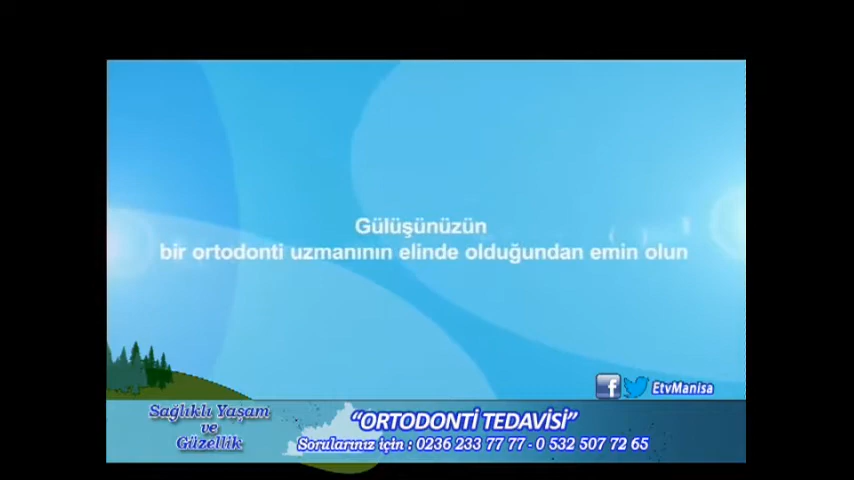 Gülüşünüzün
bir ortodonti uzmanının elinde olduğundan emin olun
EtvManisa
Sağlıklı Yaşam
ve
Güzellik
“ORTODONTİ TEDAVİSİ”
Sorularınız için : 0236 233 77 77 - 0 532 507 72 65